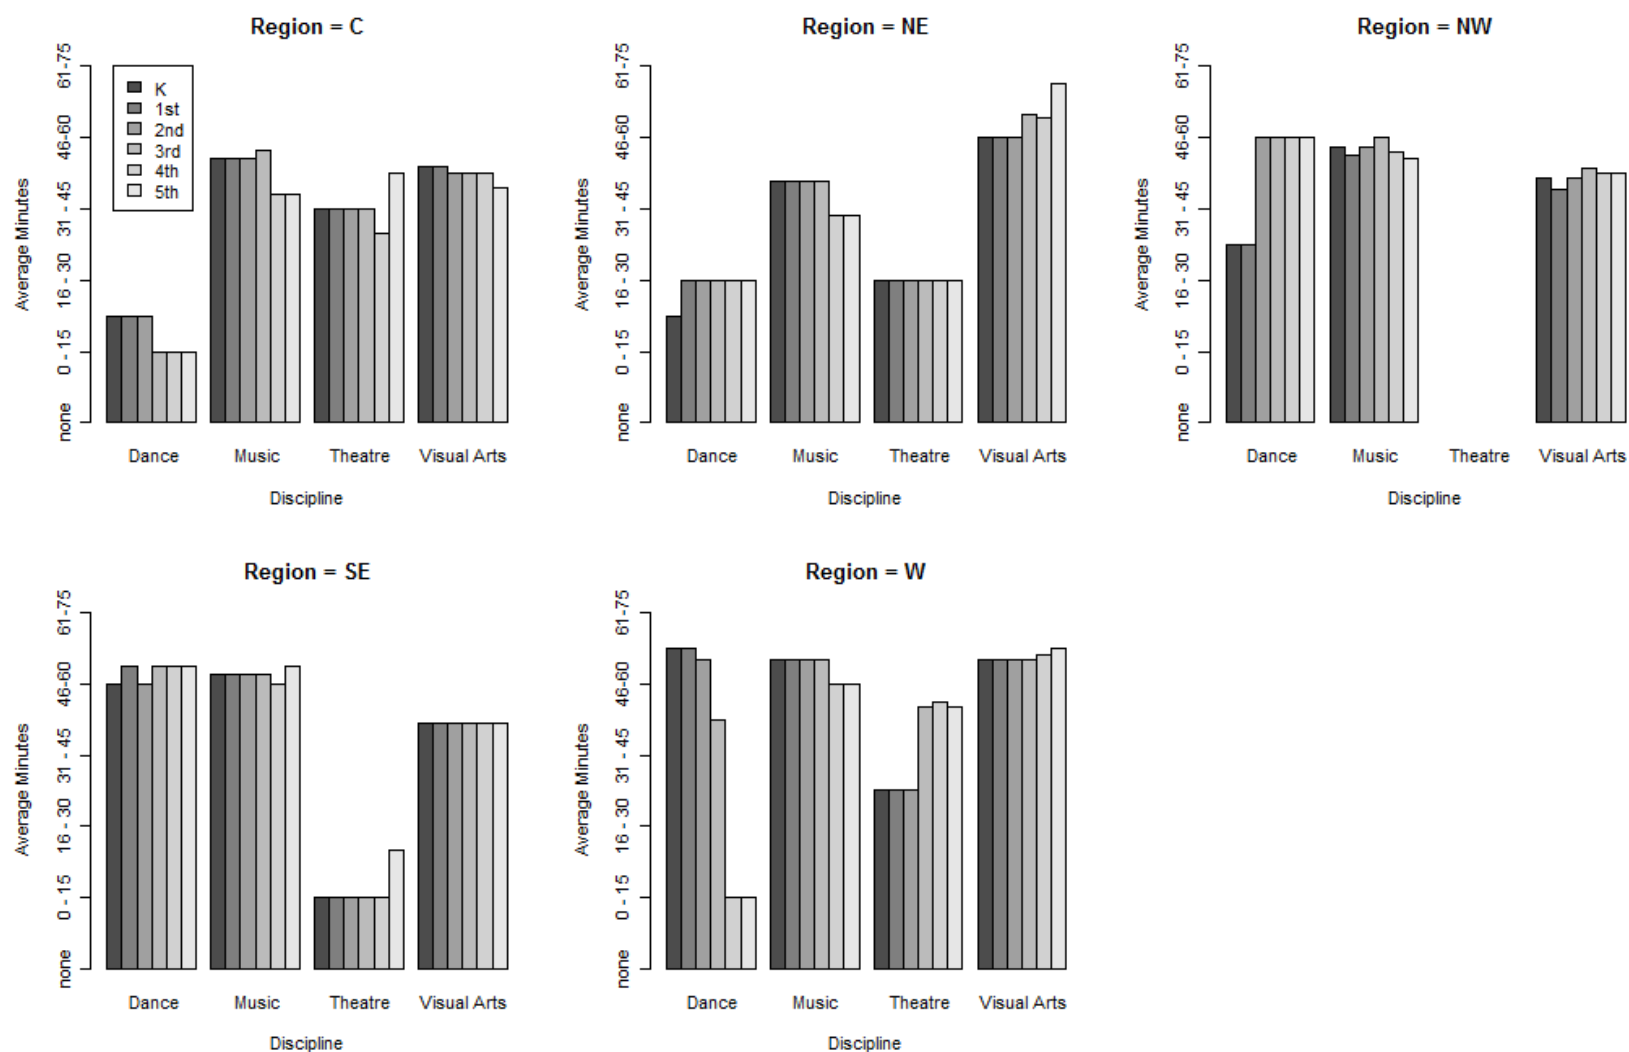 Region = C
Average Minutes
61-75
46-60
31 - 45
16 - 30
0 - 15
none
K
1st
2nd
3rd
4th
5th
Dance Music Theatre Visual Arts
Discipline
Region = NE
Average Minutes
61-75
46-60
31 - 45
16 - 30
0 - 15
none
Dance Music Theatre Visual Arts
Discipline
Region = NW
Average Minutes
61-75
46-60
31 - 45
16 - 30
0 - 15
none
Dance Music Theatre Visual Arts
Discipline
Region = SE
Average Minutes
61-75
46-60
31 - 45
16 - 30
0 - 15
none
Dance Music Theatre Visual Arts
Discipline
Region = W
Average Minutes
61-75
46-60
31 - 45
16 - 30
0 - 15
none
Dance Music Theatre Visual Arts
Discipline